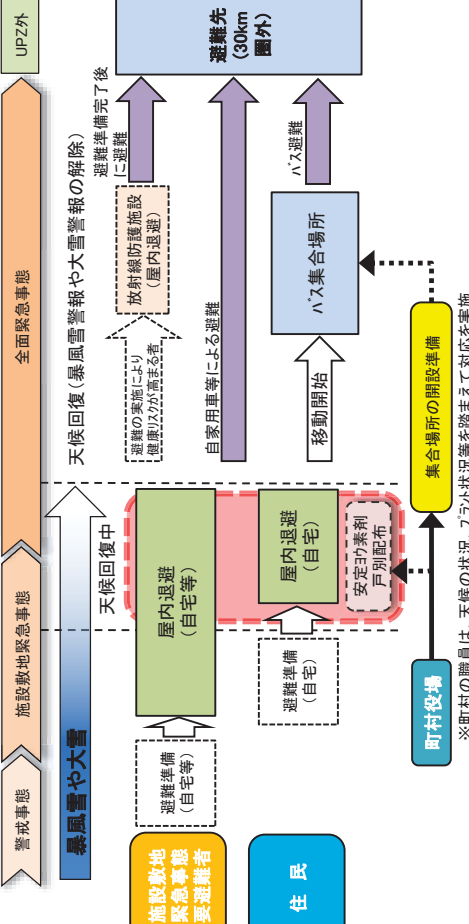 警戒事態
施設敷地緊急事態
全面緊急事態
UPZ外
暴風雪や大雪
天候回復中
天候回復(暴風雪警報や大雪警報の解除)
施設敷地
緊急事態
要避難者
避難準備
(自宅等)
屋内退避
(自宅等)
避難の実施により
健康リスクが高まる者
放射線防護施設
(屋内退避)
避難準備完了後
に避難
自家用車等による避難
避難先
(30km
圏外)
住 民
避難準備
(自宅)
屋内退避
(自宅)
安定ヨウ素剤
戸別配布
移動開始
バス集合場所
バス避難
町村役場
集合場所の開設準備
※町村の職員は、天候の状況、プラント状況等を踏まえて対応を実施